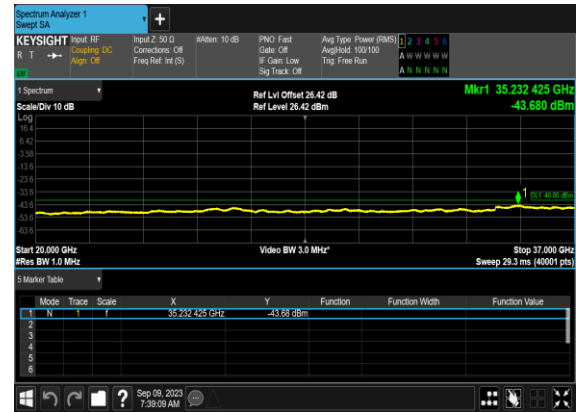 Spectrum Analyzer 1
Swept SA
KEYSIGHT
R T
Input: RF
Coupling: DC
Align: Off
Input Z: 50 Ω
Corrections: Off
Freq Ref: Int (S)
#Atten: 10 dB
PNO: Fast
Gate: Off
IF Gain: Low
Sig Track: Off
Avg Type: Power (RMS)
Avg|Hold: 100/100
Trig: Free Run
1 2 3 4 5 6
A W W W W W
A N N N N N
1 Spectrum
Scale/Div 10 dB
Ref Lvl Offset 26.42 dB
Ref Level 26.42 dBm
Mkr1 35.232 425 GHz
-43.680 dBm
Log
16.4
6.42
-3.58
-13.6
-23.6
-33.6
-43.6
-53.6
-63.6
1
DL1 -40.00 dBm
Start 20.000 GHz
#Res BW 1.0 MHz
Video BW 3.0 MHz*
Stop 37.000 GHz
Sweep 29.3 ms (40001 pts)
5 Marker Table
Mode Trace Scale X Y Function Function Width Function Value
1 N 1 f 35.232 425 GHz -43.68 dBm
2
3
4
5
6
?
Sep 09, 2023
7:39:09 AM